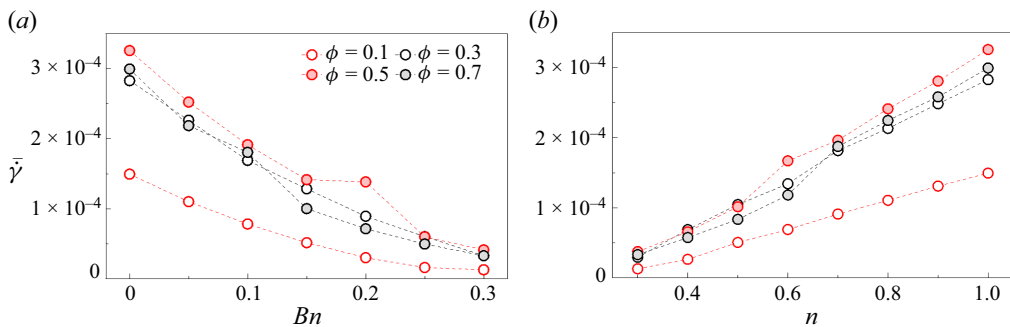 (a)
(b)
ϕ = 0.1 ϕ = 0.3
ϕ = 0.5 ϕ = 0.7
3 × 10⁻⁴
2 × 10⁻⁴
1 × 10⁻⁴
0
γ̇̄
0 0.1 0.2 0.3
Bn
3 × 10⁻⁴
2 × 10⁻⁴
1 × 10⁻⁴
0
0.4 0.6 0.8 1.0
n